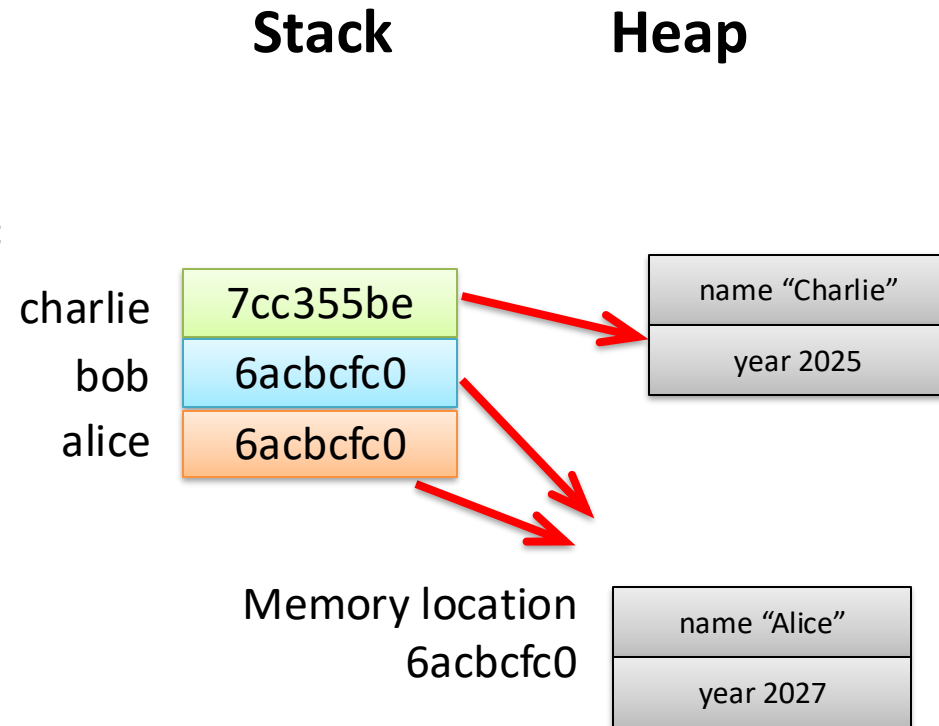 Stack Heap
charlie 7cc355be name “Charlie”
bob 6acbcfc0 year 2025
alice 6acbcfc0
Memory location name “Alice”
6acbcfc0 year 2027